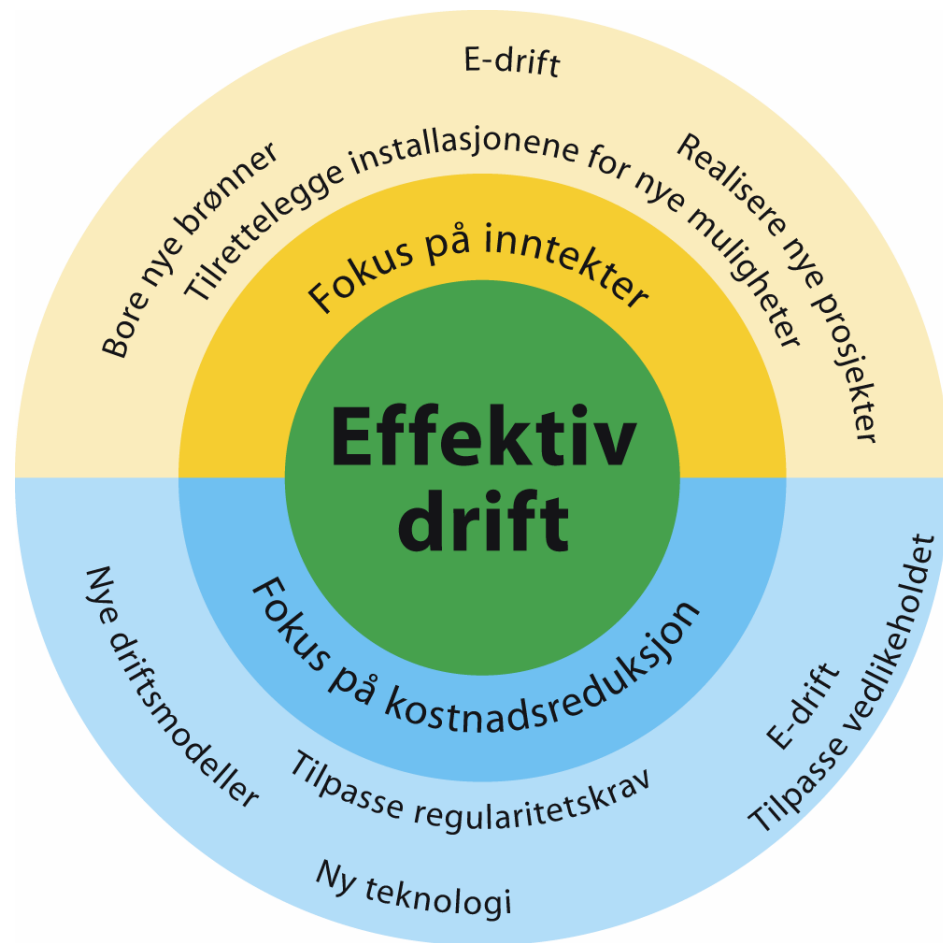 E-drift
Bore nye brønner
Tilrettelegge installasjonene for nye muligheter
Realisere nye prosjekter
Fokus på inntekter
Effektiv
drift
Fokus på kostnadsreduksjon
Nye driftsmodeller
Tilpasse regularitetskrav
Ny teknologi
E-drift
Tilpasse vedlikeholdet